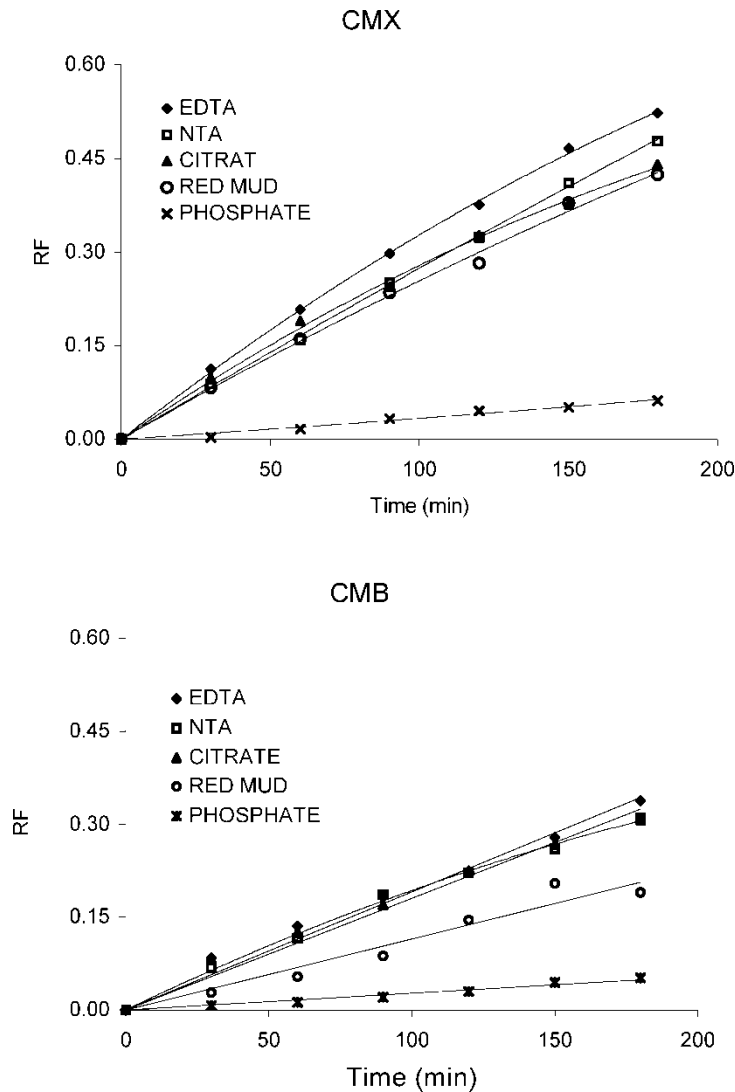 CMX
0.60
EDTA
NTA
CITRAT
RED MUD
PHOSPHATE
0.45
0.30
RF
0.15
0.00
0 50 100 150 200
Time (min)
CMB
0.60
EDTA
NTA
CITRATE
RED MUD
PHOSPHATE
0.45
0.30
RF
0.15
0.00
0 50 100 150 200
Time (min)